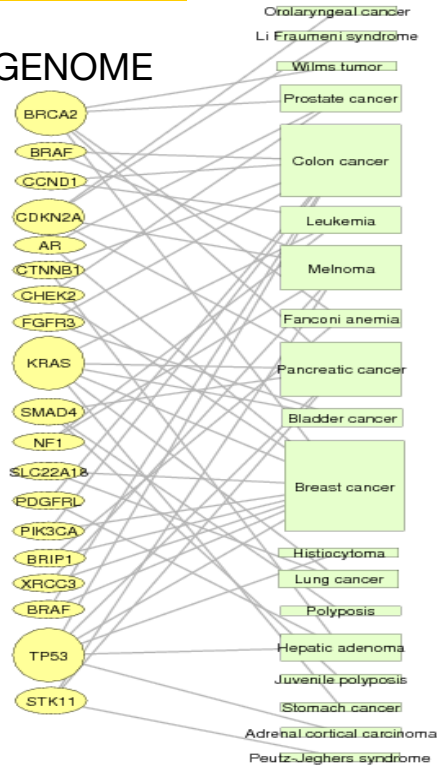 GENOME
BRCA2
BRAF
CCND1
CDKN2A
AR
CTNNB1
CHEK2
FGFR3
KRAS
SMAD4
NF1
SLC22A18
PDGFRL
PIK3CA
BRIP1
XRCC3
BRAF
TP53
STK11
Orolaryngeal cancer
Li Fraumeni syndrome
Wilms tumor
Prostate cancer
Colon cancer
Leukemia
Melnoma
Fanconi anemia
Pancreatic cancer
Bladder cancer
Breast cancer
Histiocytoma
Lung cancer
Polyposis
Hepatic adenoma
Juvenile polyposis
Stomach cancer
Adrenal cortical carcinoma
Peutz-Jeghers syndrome